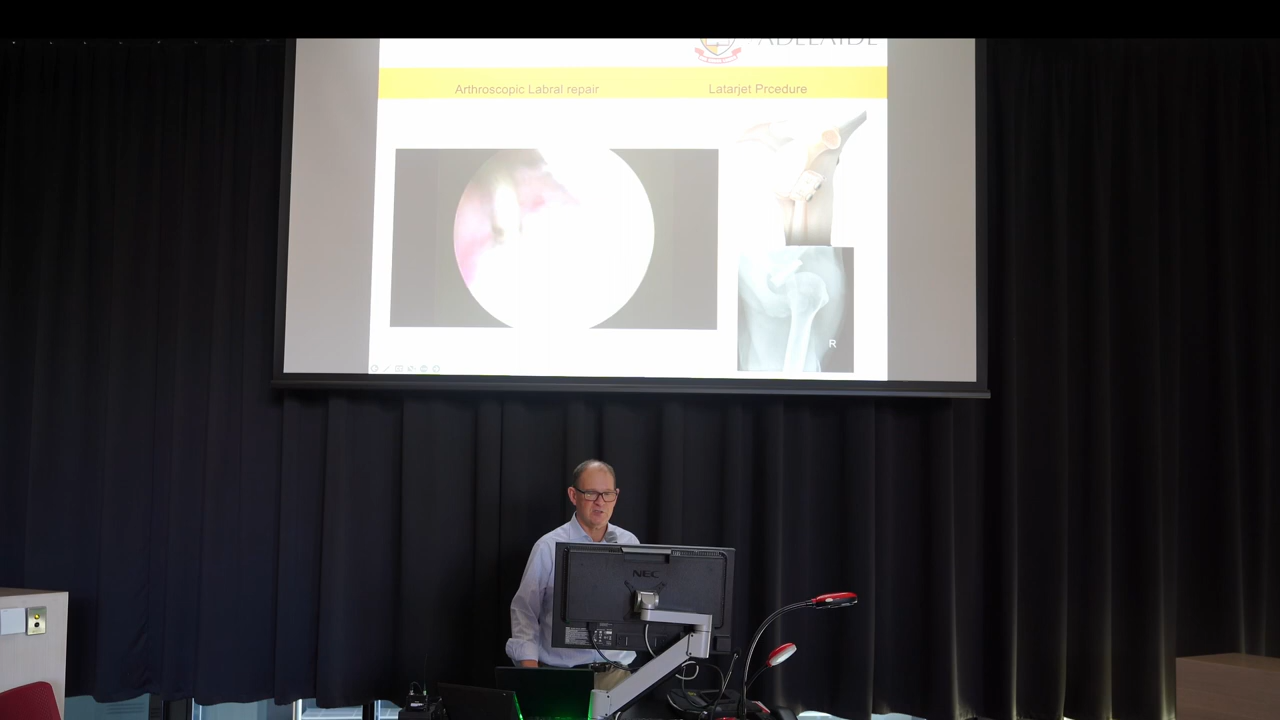 ADELAIDE
Arthroscopic Labral repair
Latarjet Prcedure
R
NEC